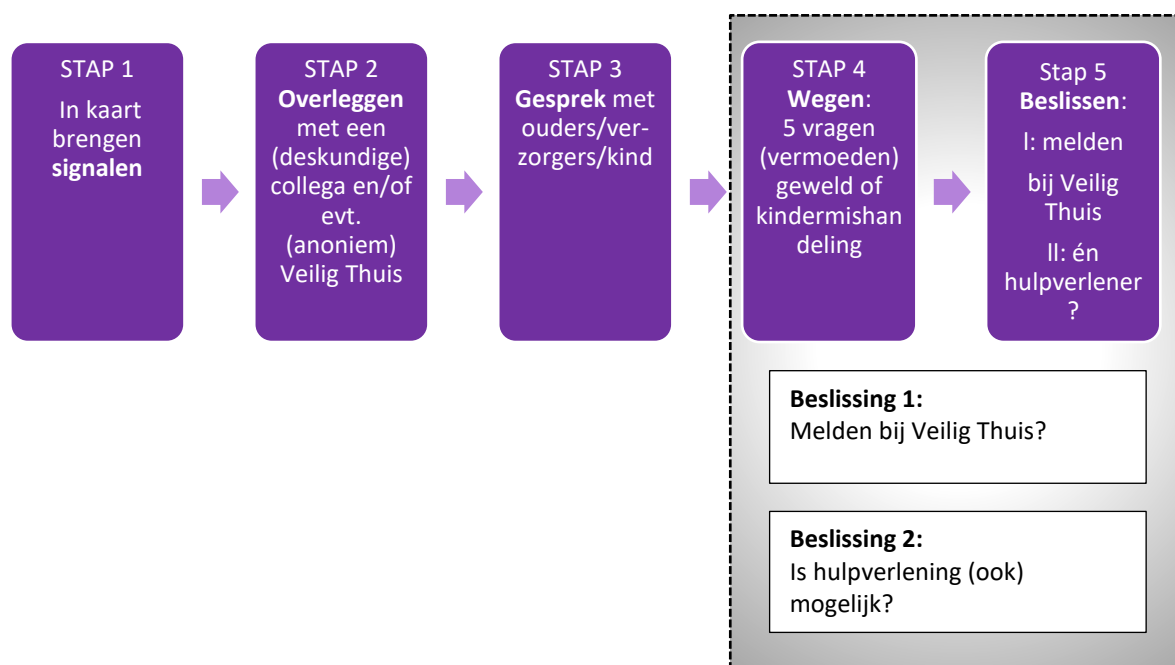 STAP 1
In kaart
brengen
signalen
STAP 2
Overleggen
met een
(deskundige)
collega en/of
evt.
(anoniem)
Veilig Thuis
STAP 3
Gesprek met
ouders/ver-
zorgers/kind
STAP 4
Wegen:
5 vragen
(vermoeden)
geweld of
kindermishan
deling
Stap 5
Beslissen:
I: melden
bij Veilig
Thuis
ll: én
hulpverlener
?
Beslissing 1:
Melden bij Veilig Thuis?
Beslissing 2:
Is hulpverlening (ook)
mogelijk?